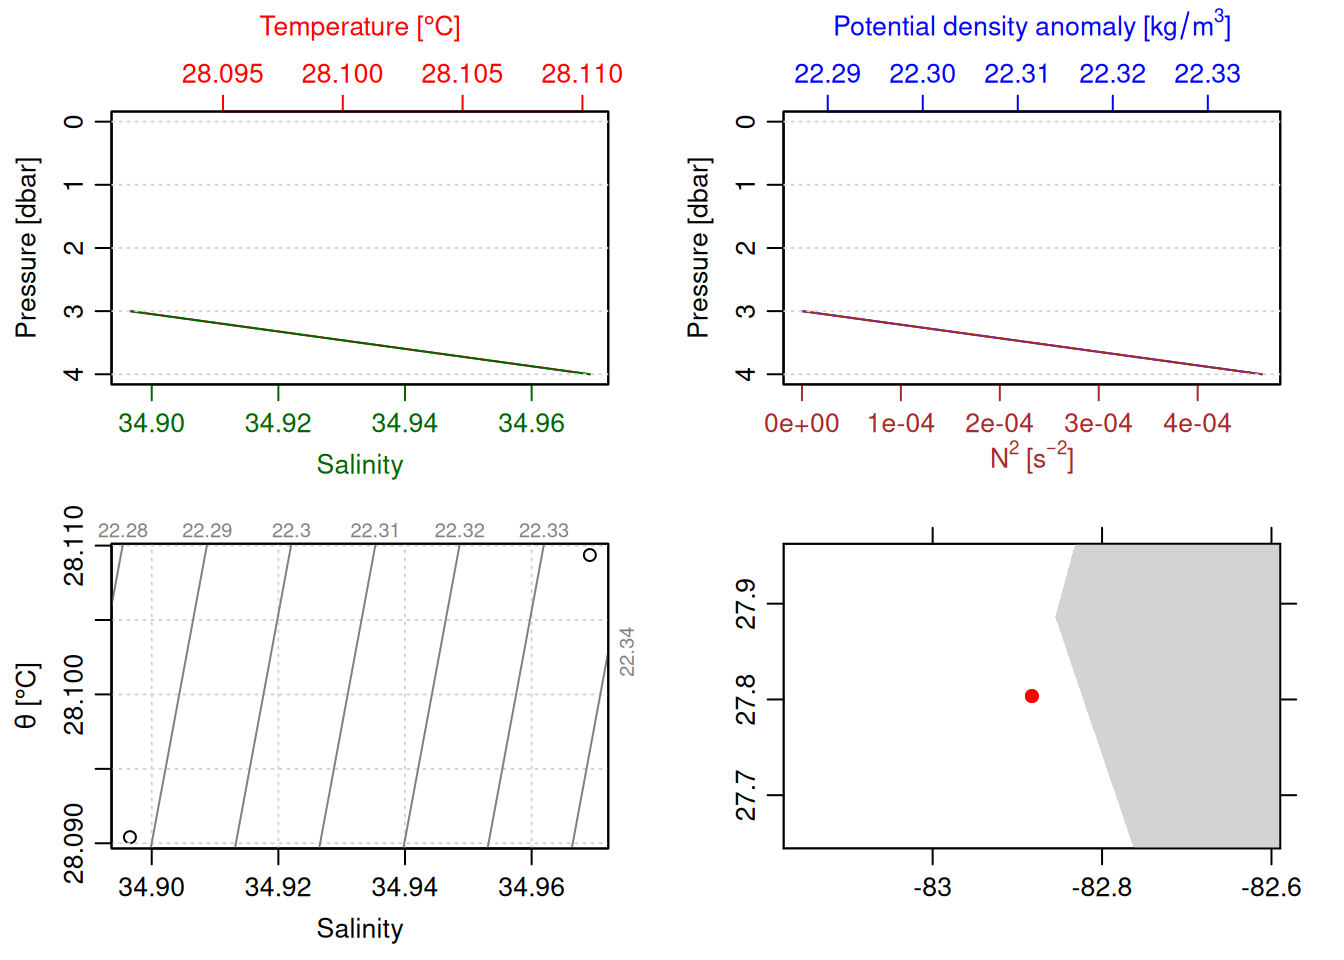 Temperature [°C]
28.095 28.100 28.105 28.110
0
1
2
3
4
Pressure [dbar]
34.90 34.92 34.94 34.96
Salinity
Potential density anomaly [kg/m³]
22.29 22.30 22.31 22.32 22.33
0
1
2
3
4
Pressure [dbar]
0e+00 1e-04 2e-04 3e-04 4e-04
N² [s⁻²]
22.28 22.29 22.3 22.31 22.32 22.33
22.34
28.110
28.100
28.090
θ [°C]
34.90 34.92 34.94 34.96
Salinity
27.9
27.8
27.7
-83 -82.8 -82.6